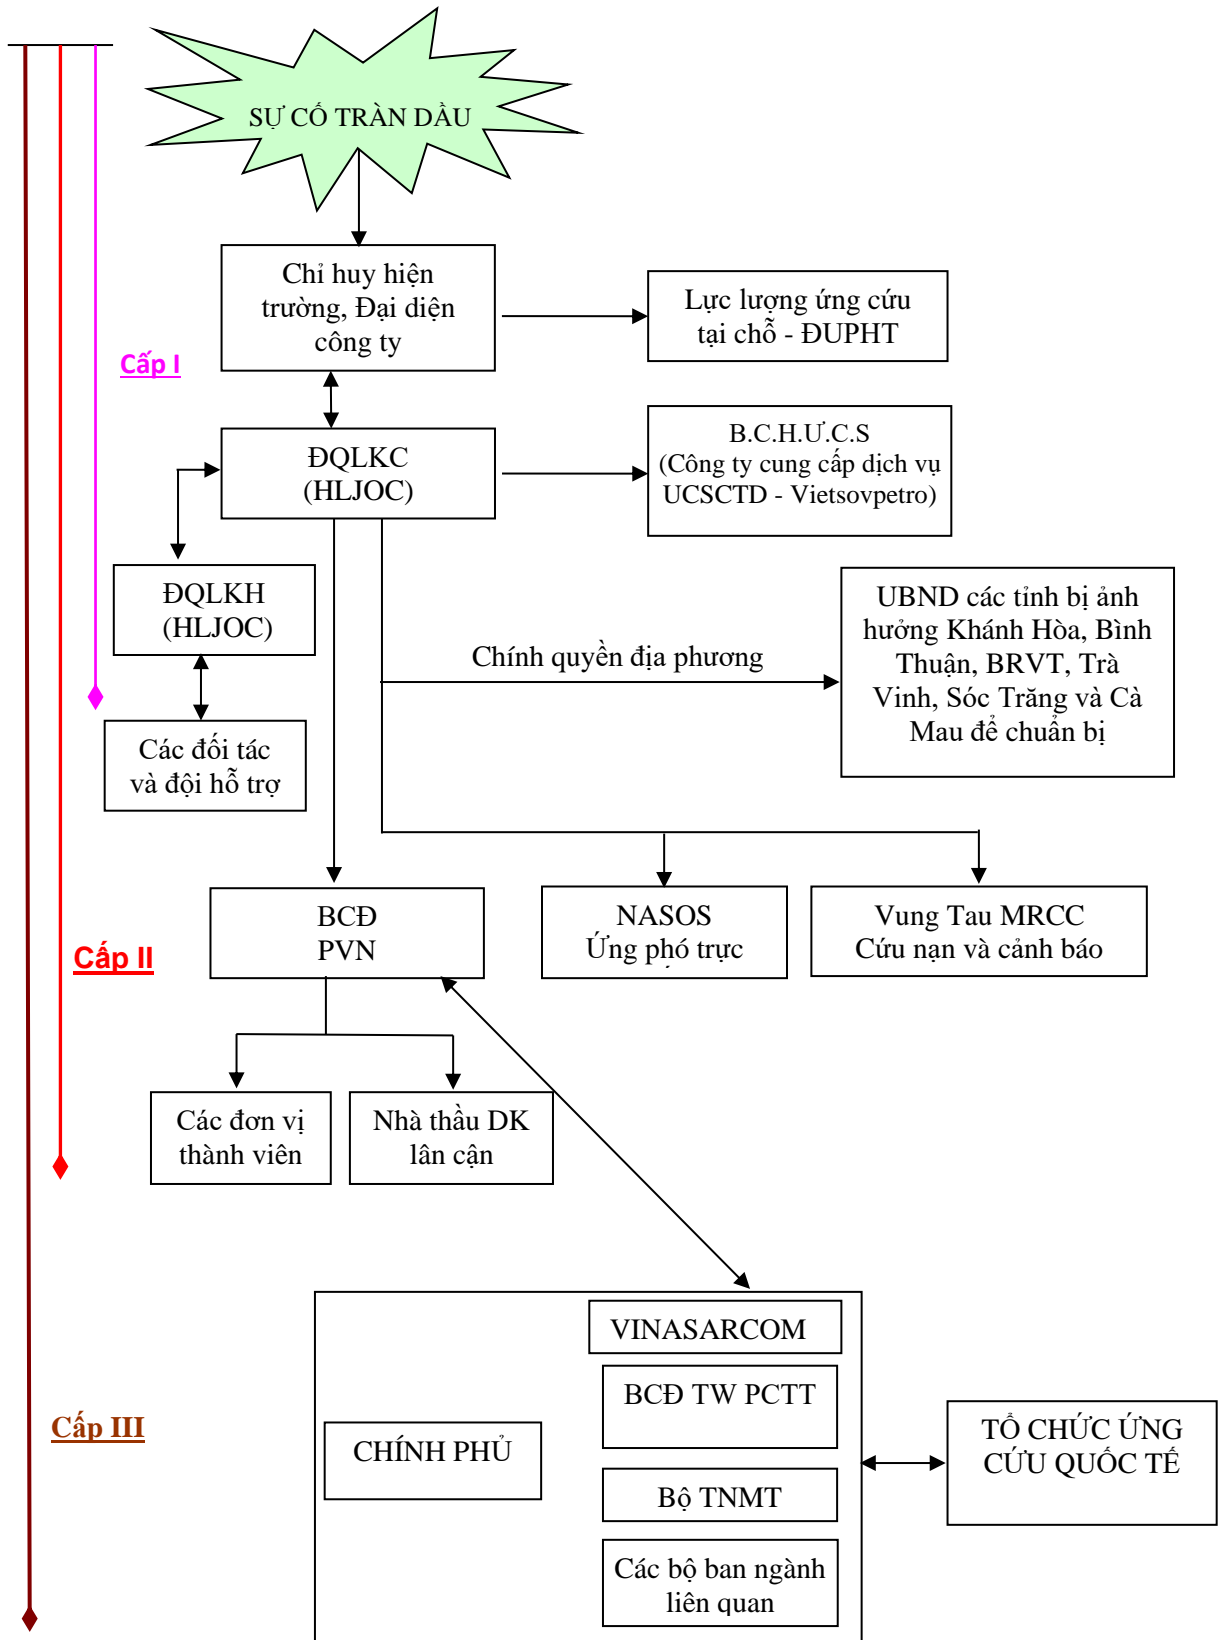 SỰ CỐ TRÀN DẦU
Chỉ huy hiện
trường, Đại diện
công ty
Lực lượng ứng cứu
tại chỗ - ĐUPHT
Cấp I
ĐQLKC
(HLJOC)
B.C.H.Ư.C.S
(Công ty cung cấp dịch vụ
UCSCTD - Vietsovpetro)
ĐQLKH
(HLJOC)
Chính quyền địa phương
UBND các tỉnh bị ảnh
hưởng Khánh Hòa, Bình
Thuận, BRVT, Trà
Vinh, Sóc Trăng và Cà
Mau để chuẩn bị
Các đối tác
và đội hỗ trợ
BCĐ
PVN
NASOS
Ứng phó trực
Vung Tau MRCC
Cứu nạn và cảnh báo
Cấp II
Các đơn vị
thành viên
Nhà thầu DK
lân cận
VINASARCOM
BCĐ TW PCTT
Cấp III
CHÍNH PHỦ
TỔ CHỨC ỨNG
CỨU QUỐC TẾ
Bộ TNMT
Các bộ ban ngành
liên quan